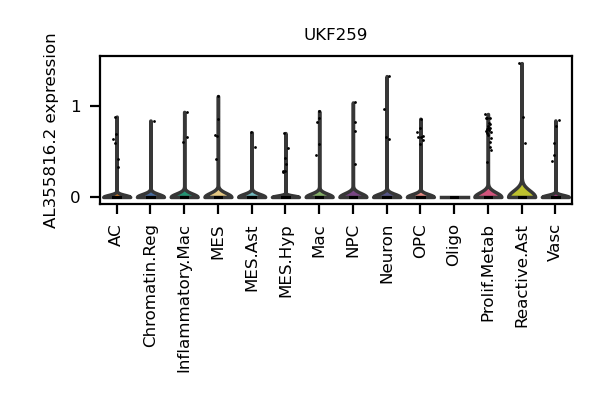 UKF259
AL355816.2 expression
1
0
AC
Chromatin.Reg
Inflammatory.Mac
MES
MES.Ast
MES.Hyp
Mac
NPC
Neuron
OPC
Oligo
Prolif.Metab
Reactive.Ast
Vasc